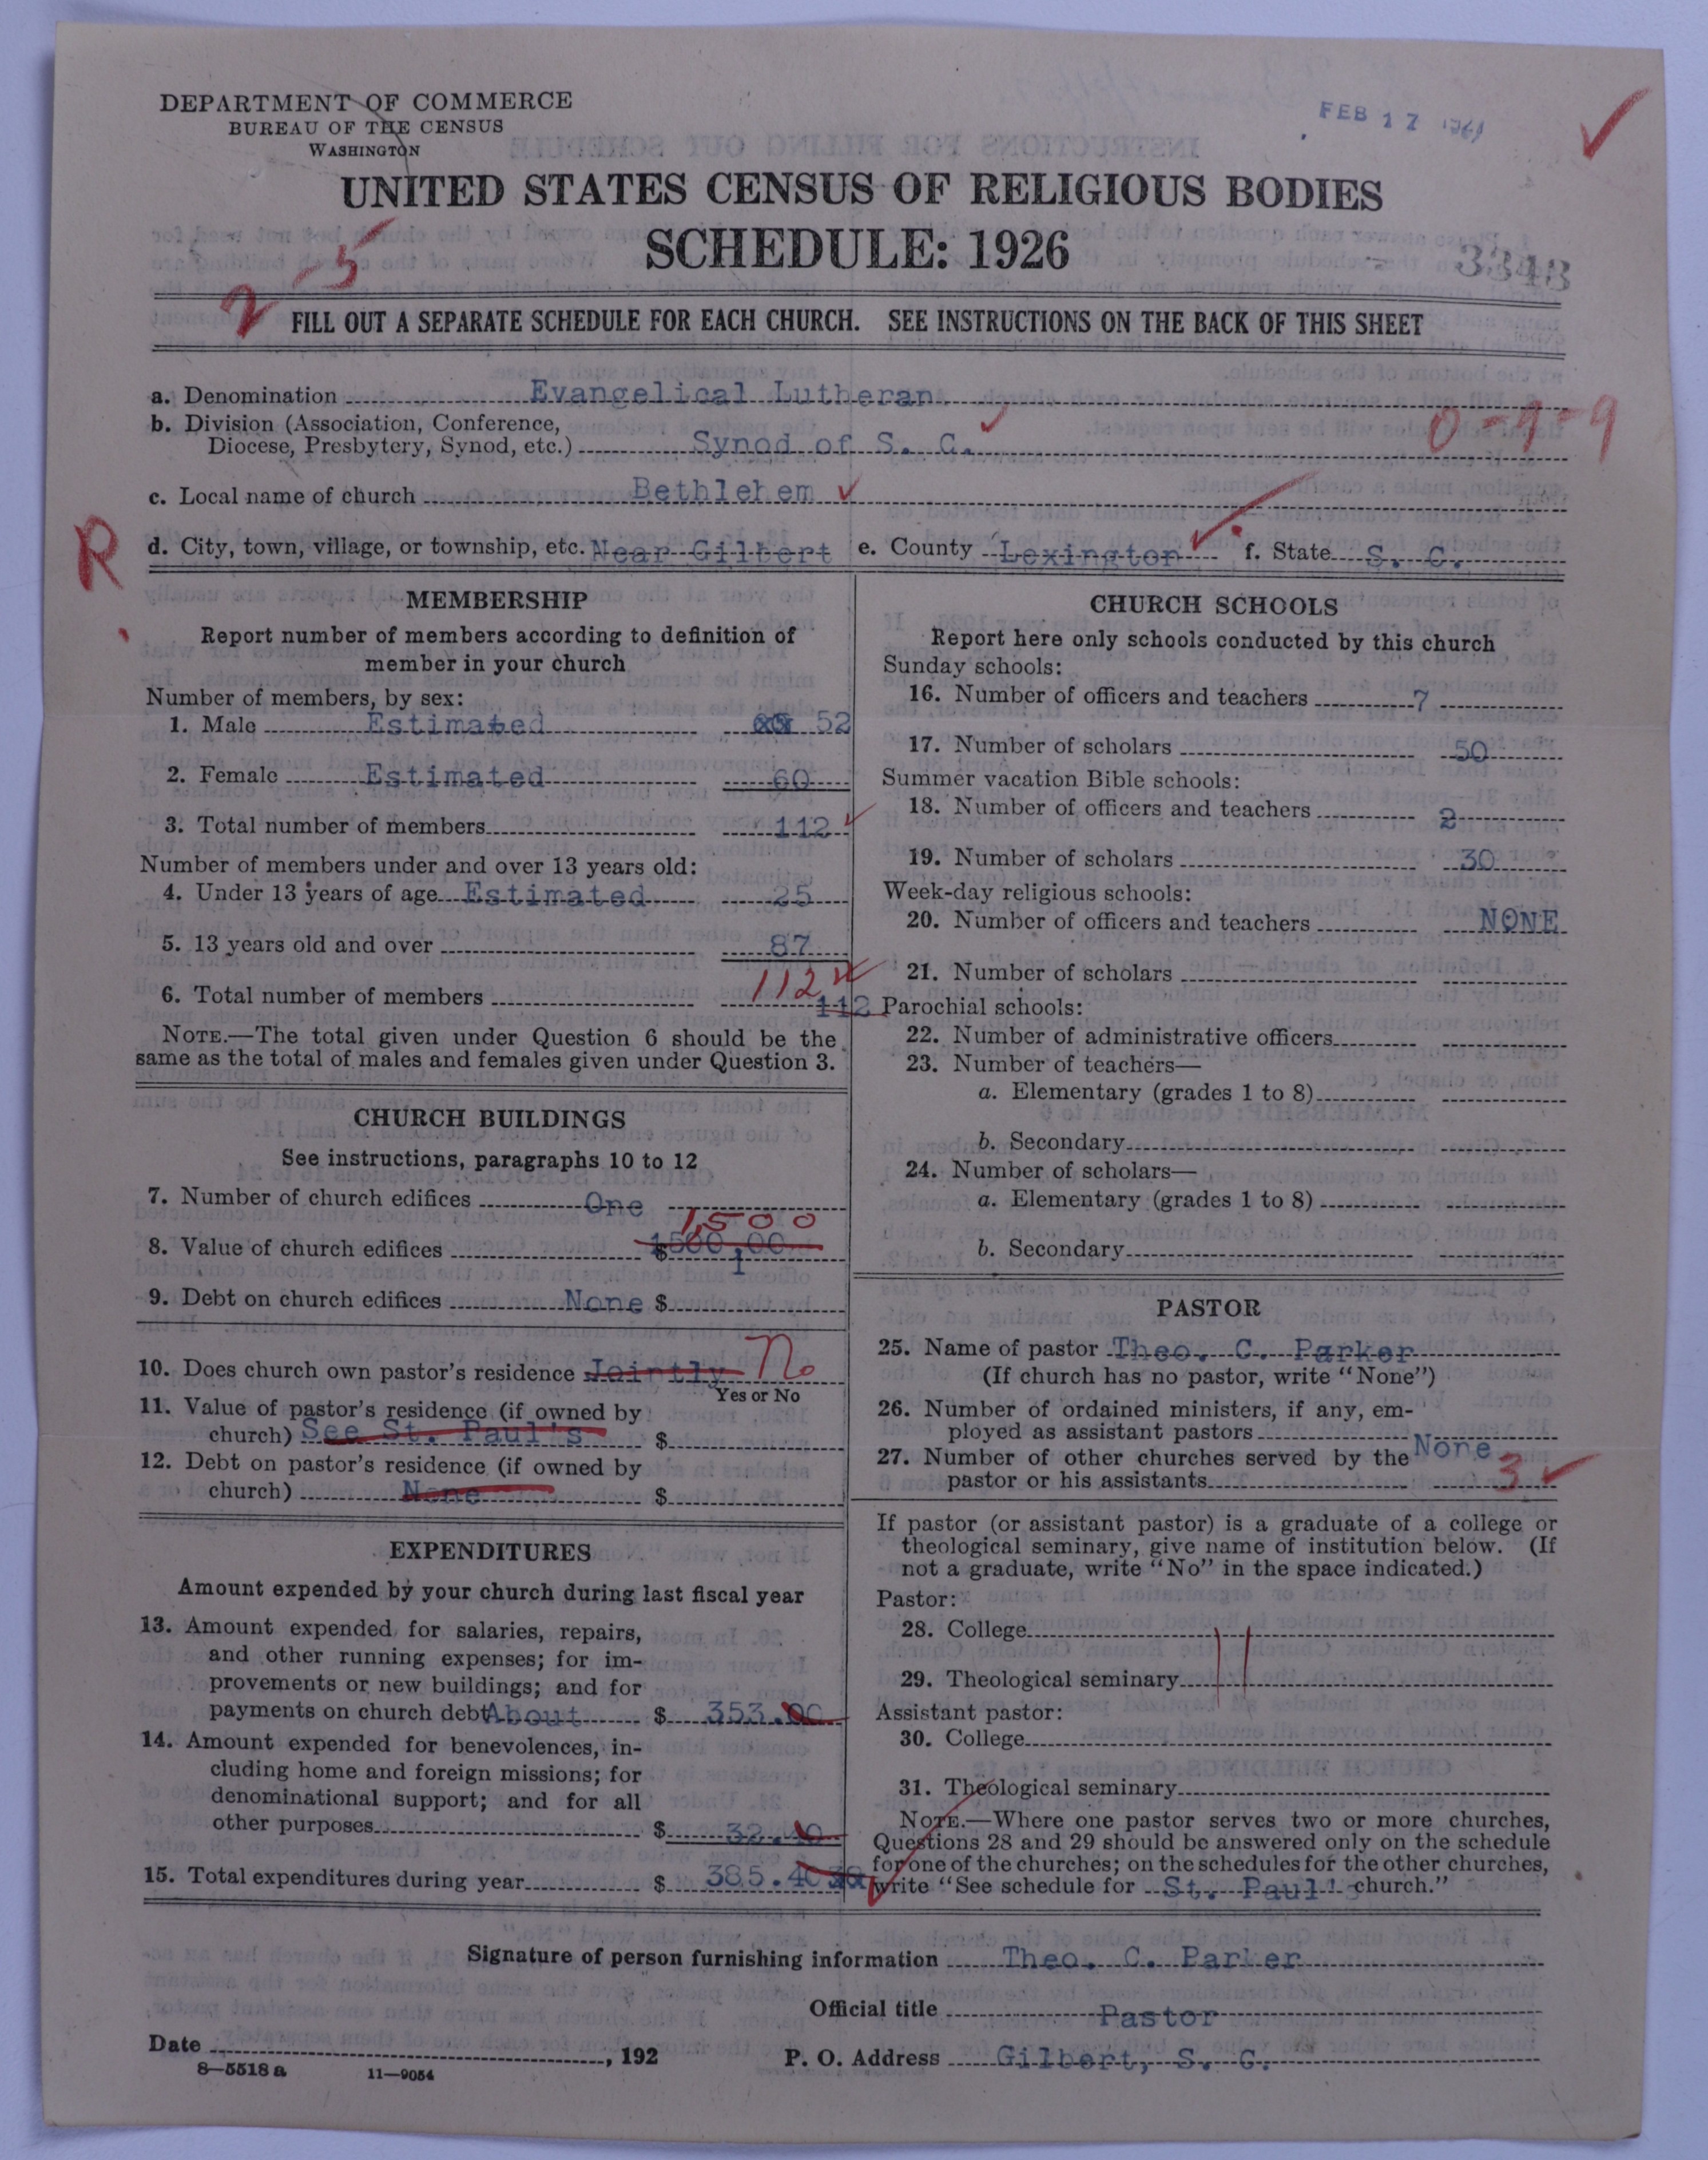 DEPARTMENT OF COMMERCE
BUREAU OF THE CENSUS
WASHINGTON
FEB 17
UNITED STATES CENSUS OF RELIGIOUS BODIES
SCHEDULE: 1926
3343
2-5
FILL OUT A SEPARATE SCHEDULE FOR EACH CHURCH. SEE INSTRUCTIONS ON THE BACK OF THIS SHEET
a. Denomination Evangelical Lutheran
b. Division (Association, Conference,
Diocese, Presbytery, Synod, etc.) Synod of S. C.
0-9-9
c. Local name of church Bethlehem
R
d. City, town, village, or township, etc. Near Gilbert e. County Lexington f. State S. C.
MEMBERSHIP
Report number of members according to definition of
member in your church
Number of members, by sex:
1. Male Estimated 52
2. Female Estimated 60
3. Total number of members 112
Number of members under and over 13 years old:
4. Under 13 years of age Estimated 25
5. 13 years old and over 87
112
6. Total number of members 112
NOTE.—The total given under Question 6 should be the
same as the total of males and females given under Question 3.
CHURCH BUILDINGS
See instructions, paragraphs 10 to 12
7. Number of church edifices One
1,500
8. Value of church edifices $1500.00
9. Debt on church edifices None $
10. Does church own pastor's residence Jointly No
Yes or No
11. Value of pastor's residence (if owned by
church) See St. Paul's $
12. Debt on pastor's residence (if owned by
church) None $
EXPENDITURES
Amount expended by your church during last fiscal year
13. Amount expended for salaries, repairs,
and other running expenses; for im-
provements or new buildings; and for
payments on church debt About $ 353.00
14. Amount expended for benevolences, in-
cluding home and foreign missions; for
denominational support; and for all
other purposes $ 32.40
15. Total expenditures during year $ 385.40
CHURCH SCHOOLS
Report here only schools conducted by this church
Sunday schools:
16. Number of officers and teachers 7
17. Number of scholars 50
Summer vacation Bible schools:
18. Number of officers and teachers 2
19. Number of scholars 30
Week-day religious schools:
20. Number of officers and teachers NONE
21. Number of scholars
Parochial schools:
22. Number of administrative officers
23. Number of teachers—
a. Elementary (grades 1 to 8)
b. Secondary
24. Number of scholars—
a. Elementary (grades 1 to 8)
b. Secondary
PASTOR
25. Name of pastor Theo. C. Parker
(If church has no pastor, write "None")
26. Number of ordained ministers, if any, em-
ployed as assistant pastors None
27. Number of other churches served by the
pastor or his assistants 3
If pastor (or assistant pastor) is a graduate of a college or
theological seminary, give name of institution below. (If
not a graduate, write "No" in the space indicated.)
Pastor:
28. College
29. Theological seminary
Assistant pastor:
30. College
31. Theological seminary
NOTE.—Where one pastor serves two or more churches,
Questions 28 and 29 should be answered only on the schedule
for one of the churches; on the schedules for the other churches,
write "See schedule for St. Paul's church."
Signature of person furnishing information Theo. C. Parker
Official title Pastor
Date , 192
P. O. Address Gilbert, S. C.
8—5518 a 11—9054